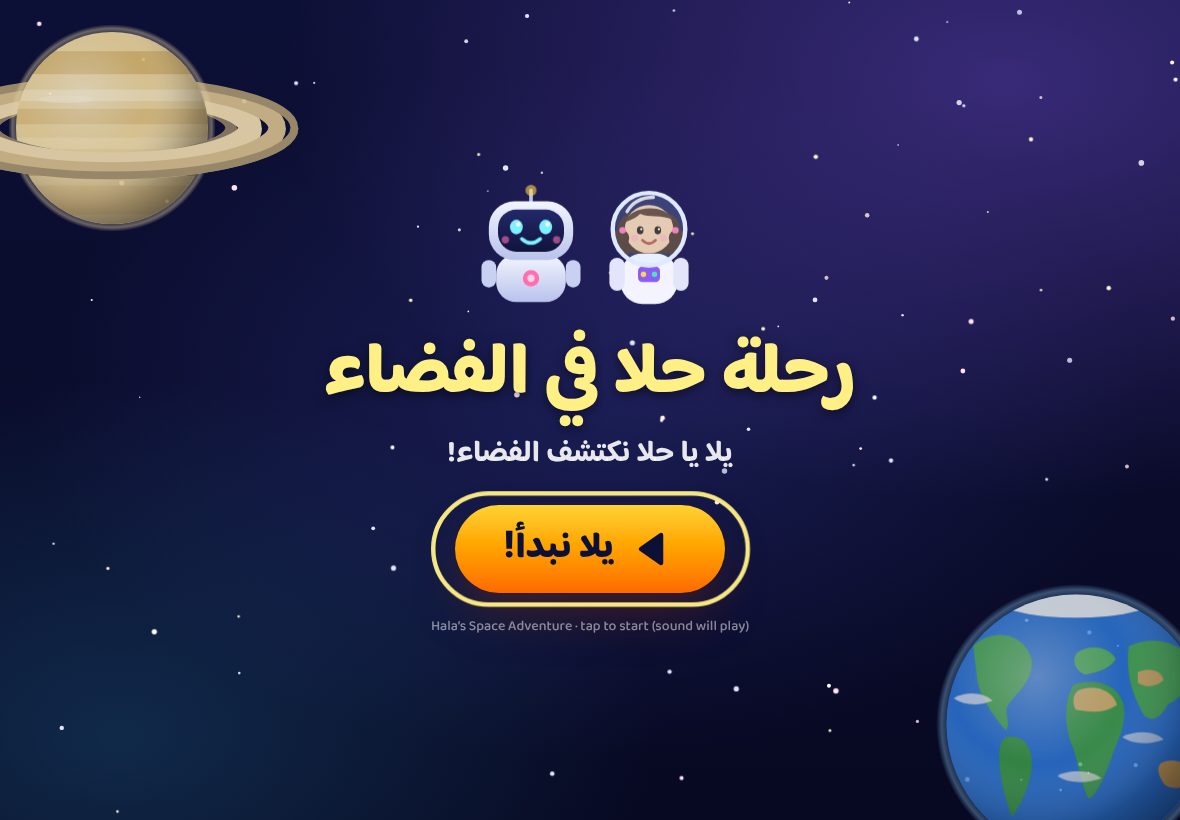 رحلة حلا في الفضاء
يلا يا حلا نكتشف الفضاء!
يلا نبدأ!
Hala's Space Adventure · tap to start (sound will play)